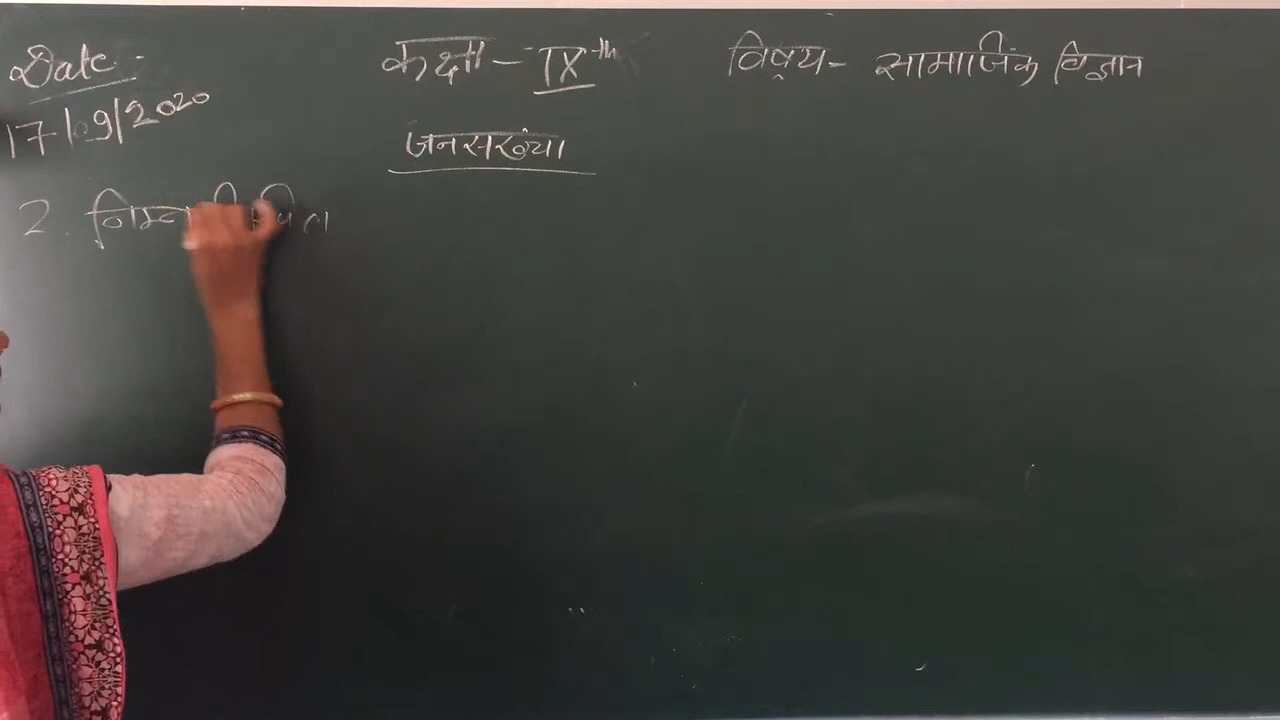 Date:- कक्षा - IXth विषय - सामाजिक विज्ञान
17/09/2020
जनसंख्या
2.